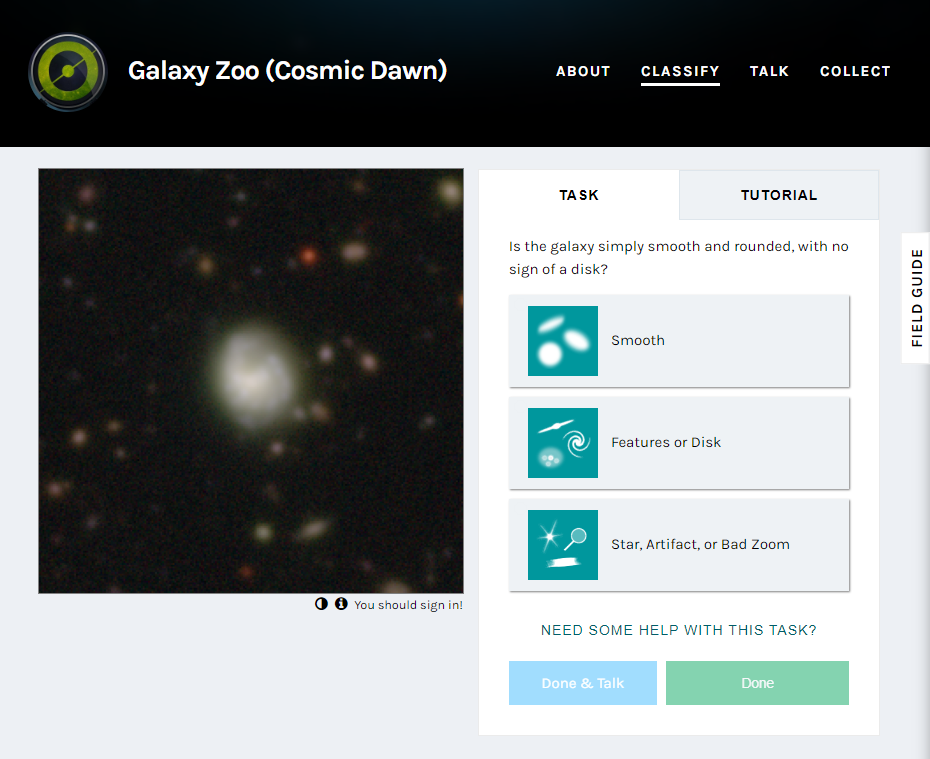 Galaxy Zoo (Cosmic Dawn)
ABOUT
CLASSIFY
TALK
COLLECT
TASK
TUTORIAL
Is the galaxy simply smooth and rounded, with no
sign of a disk?
Smooth
Features or Disk
Star, Artifact, or Bad Zoom
NEED SOME HELP WITH THIS TASK?
Done & Talk
Done
You should sign in!
FIELD GUIDE